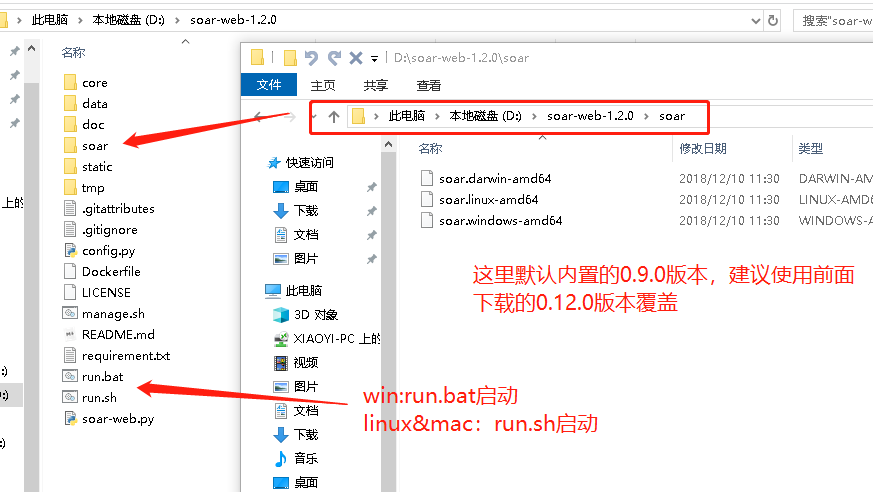 此电脑 › 本地磁盘 (D:) › soar-web-1.2.0
搜索"soar-w
名称
core
data
doc
soar
static
tmp
.gitattributes
.gitignore
config.py
Dockerfile
LICENSE
manage.sh
README.md
requirement.txt
run.bat
run.sh
soar-web.py
上的
:)
):)
:)
D:\soar-web-1.2.0\soar
文件 主页 共享 查看
此电脑 › 本地磁盘 (D:) › soar-web-1.2.0 › soar
快速访问
桌面
下载
文档
图片
此电脑
3D 对象
XIAOYI-PC 上的
视频
图片
文档
下载
音乐
桌面
名称 修改日期 类型
soar.darwin-amd64 2018/12/10 11:30 DARWIN-AM
soar.linux-amd64 2018/12/10 11:30 LINUX-AMD6
soar.windows-amd64 2018/12/10 11:30 WINDOWS-A
这里默认内置的0.9.0版本，建议使用前面
下载的0.12.0版本覆盖
win:run.bat启动
linux&mac：run.sh启动